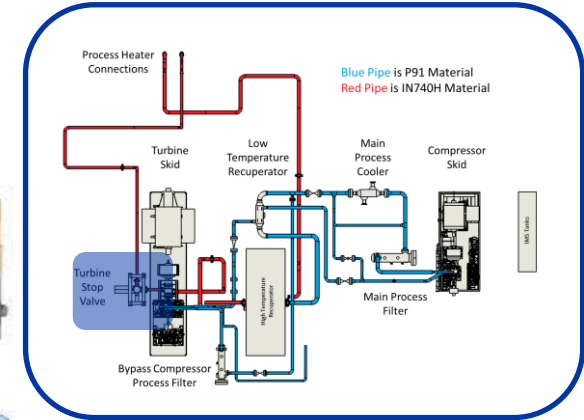 Process Heater
Connections
Blue Pipe is P91 Material
Red Pipe is IN740H Material
Turbine
Skid
Low
Temperature
Recuperator
Main
Process
Cooler
Compressor
Skid
Turbine
Stop
Valve
High Temperature
Recuperator
IMS Tanks
Main Process
Filter
Bypass Compressor
Process Filter